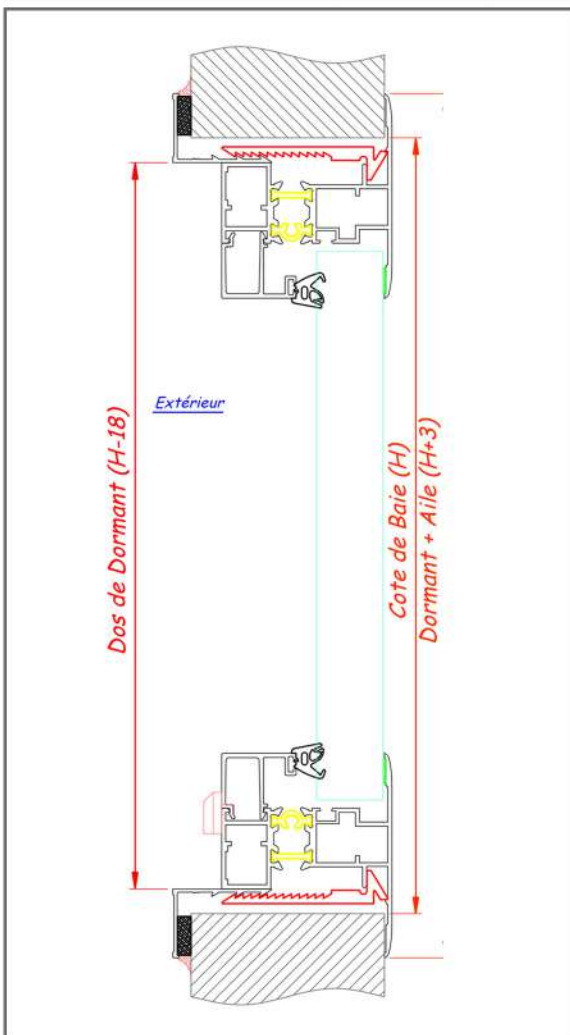 Extérieur
Dos de Dormant (H-18)
Cote de Baie (H)
Dormant + Aile (H+3)